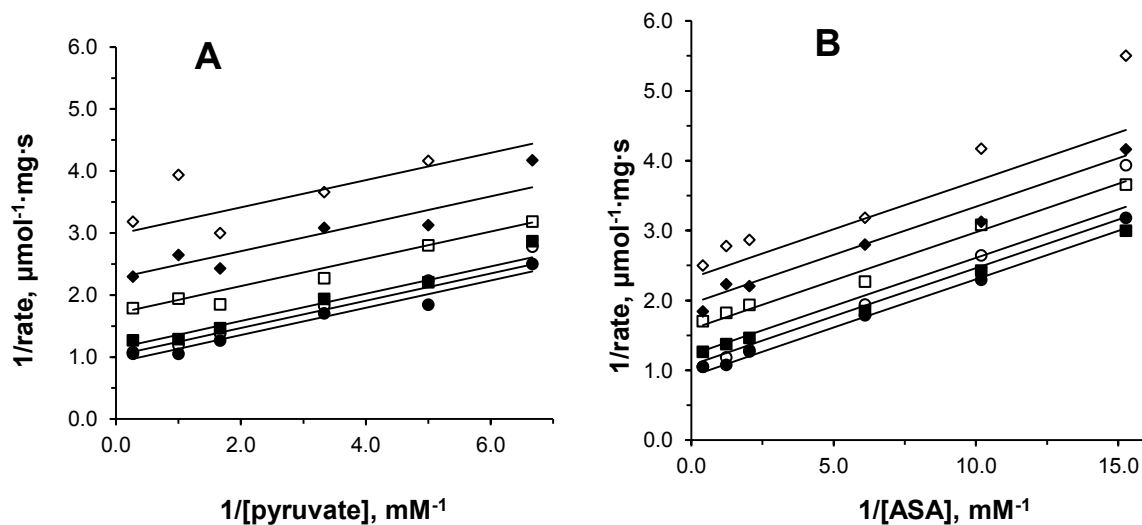 A
6.0
5.0
4.0
3.0
2.0
1.0
0.0
0.0 2.0 4.0 6.0
1/rate, µmol⁻¹·mg·s
1/[pyruvate], mM⁻¹
B
6.0
5.0
4.0
3.0
2.0
1.0
0.0
0.0 5.0 10.0 15.0
1/rate, µmol⁻¹·mg·s
1/[ASA], mM⁻¹